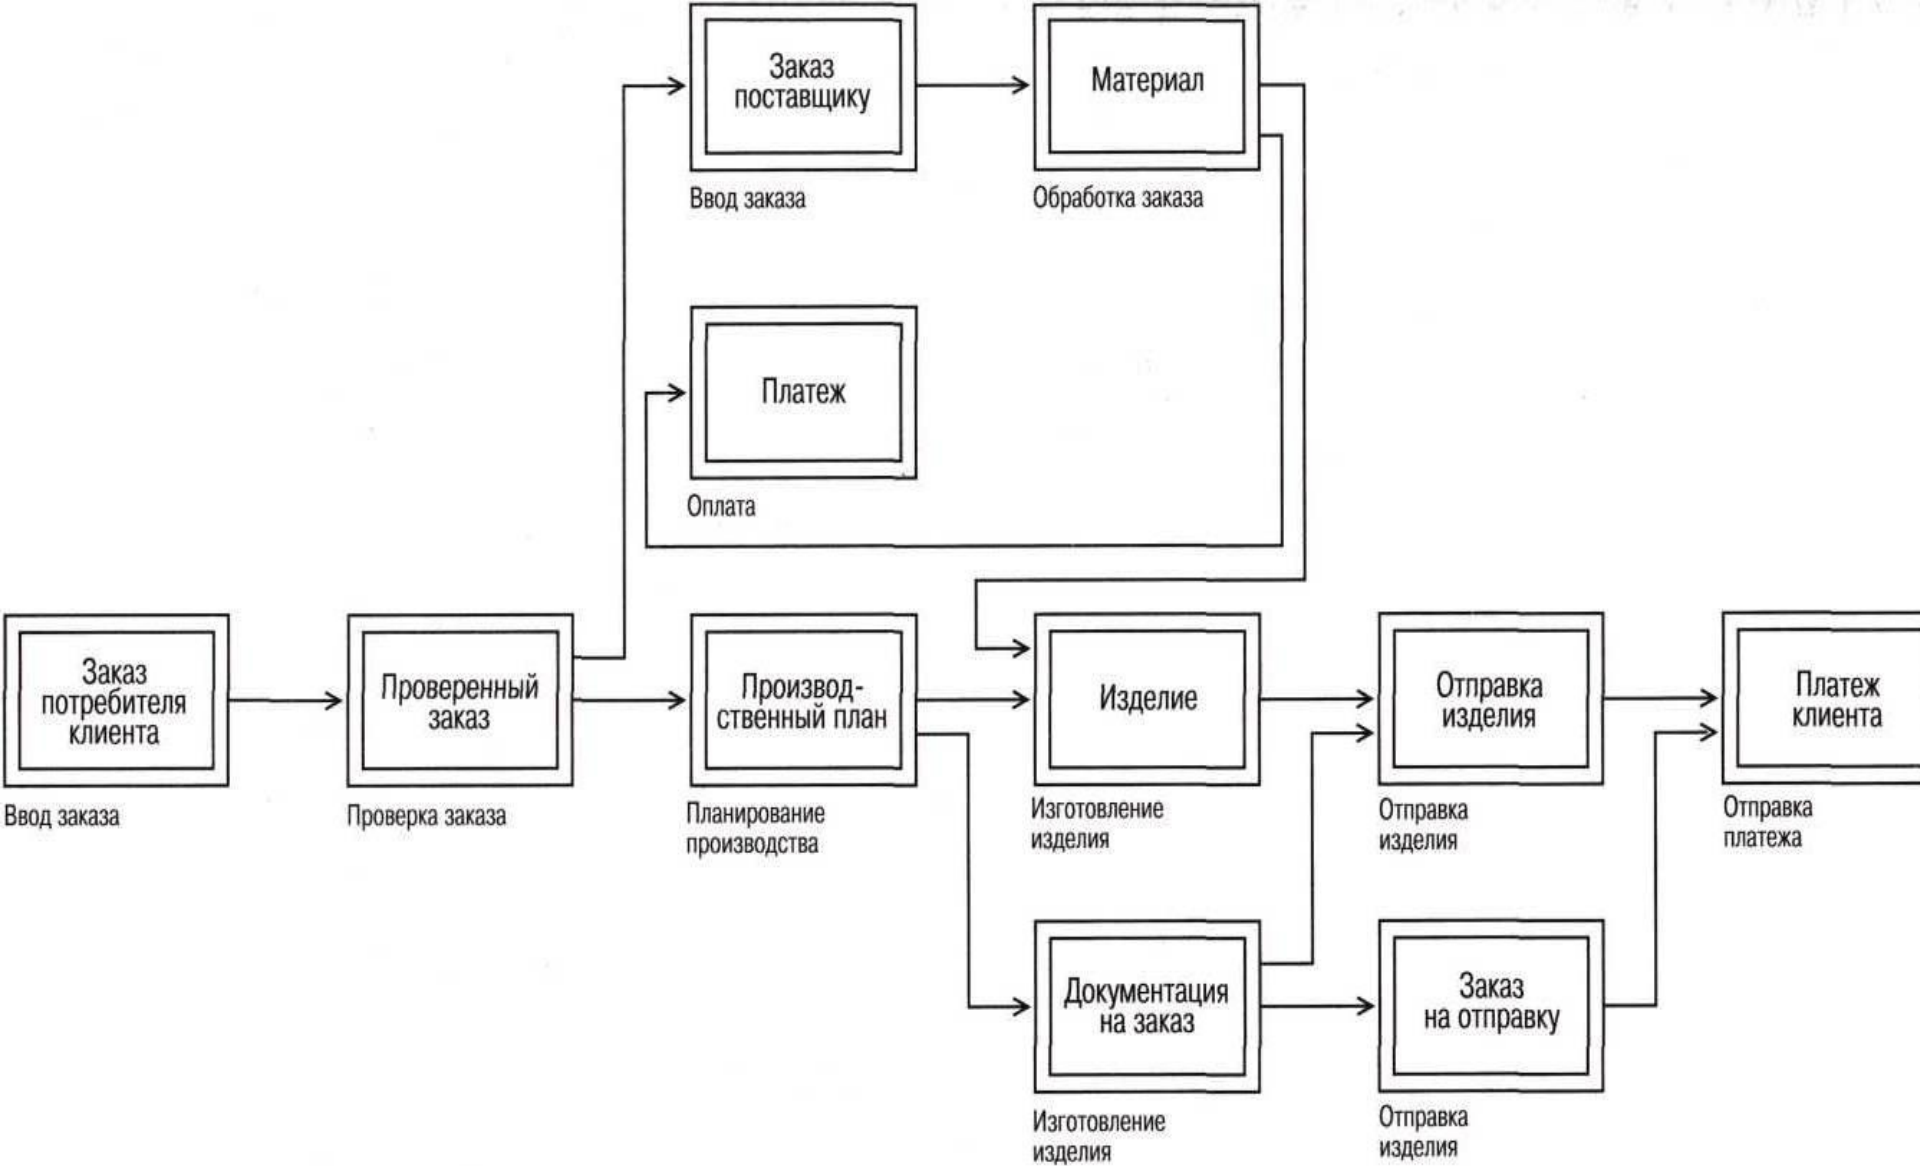 Заказ
поставщику
Ввод заказа
Материал
Обработка заказа
Платеж
Оплата
Заказ
потребителя
клиента
Ввод заказа
Проверенный
заказ
Проверка заказа
Производ-
ственный план
Планирование
производства
Изделие
Изготовление
изделия
Отправка
изделия
Отправка
изделия
Платеж
клиента
Отправка
платежа
Документация
на заказ
Изготовление
изделия
Заказ
на отправку
Отправка
изделия